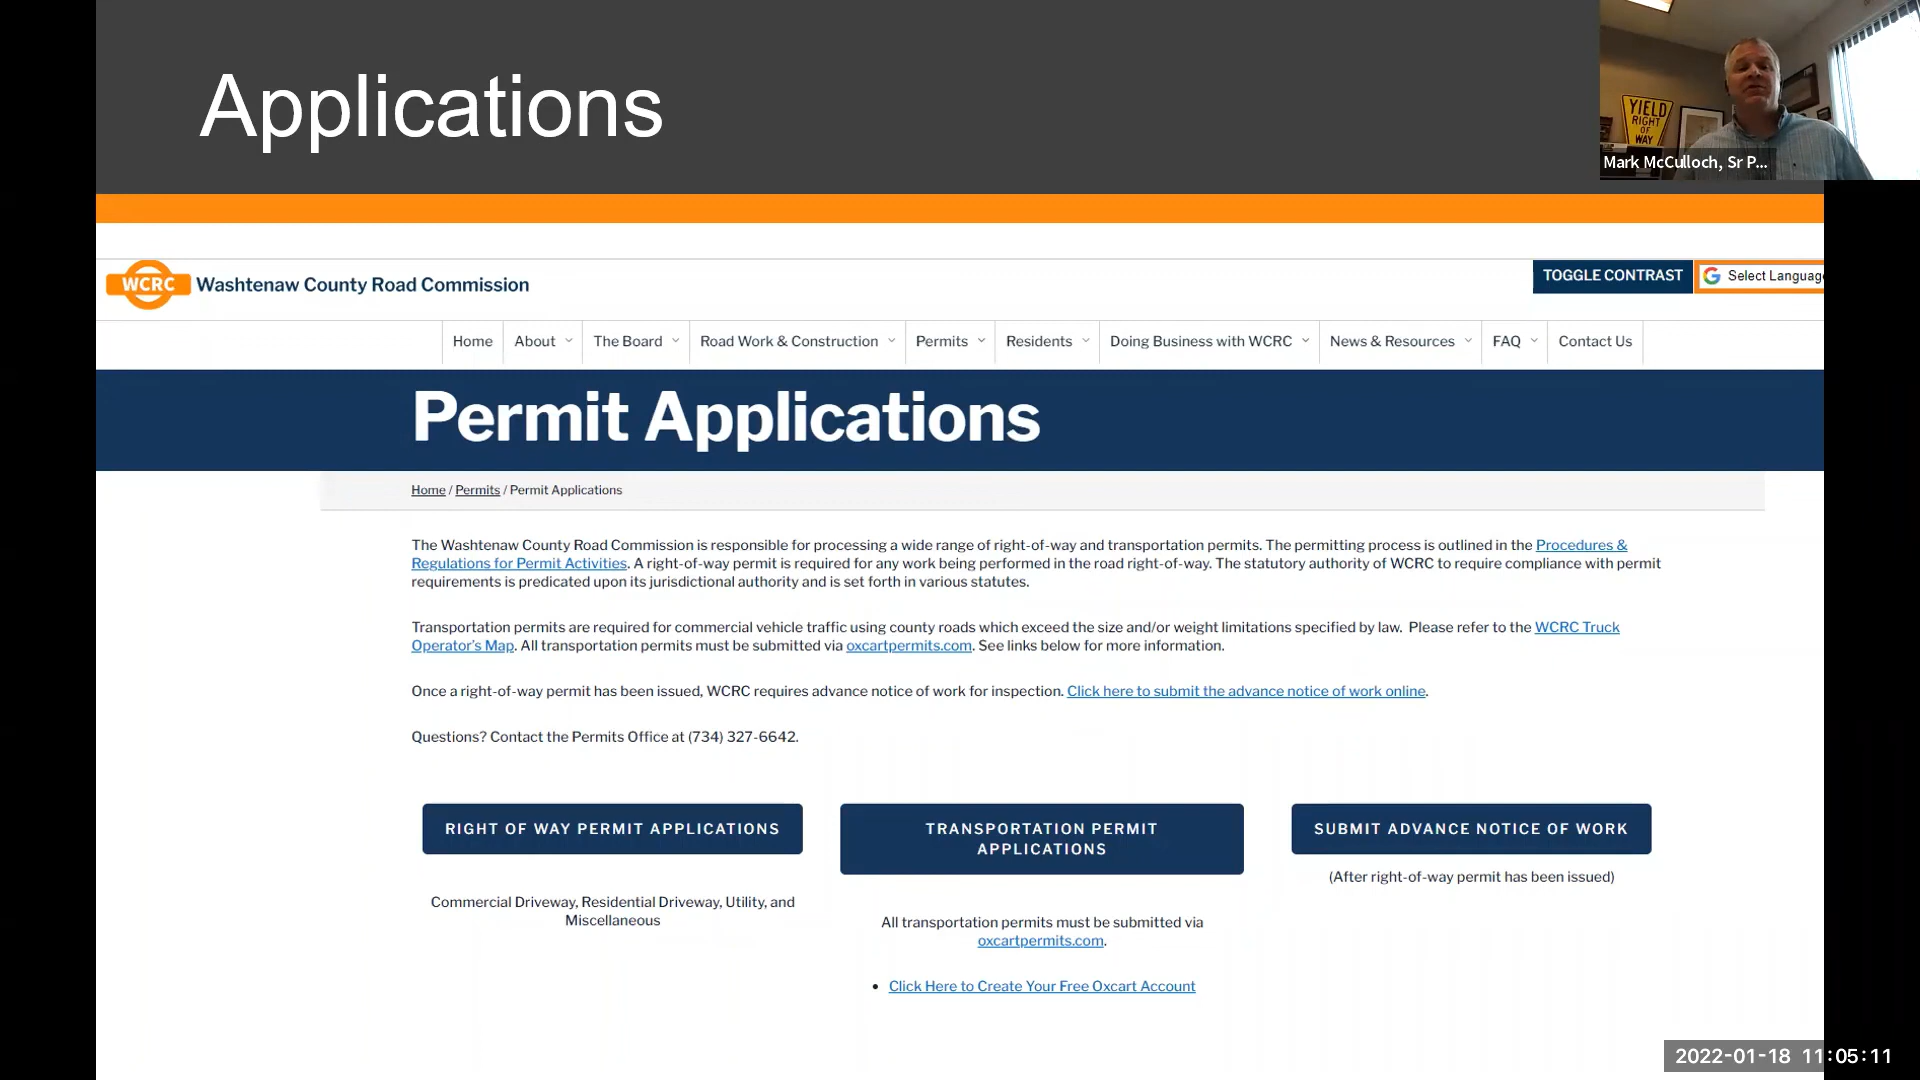 Applications
YIELD
RIGHT
OF
WAY
Mark McCulloch, Sr P...
WCRC
Washtenaw County Road Commission
TOGGLE CONTRAST
Select Language
Home
About
The Board
Road Work & Construction
Permits
Residents
Doing Business with WCRC
News & Resources
FAQ
Contact Us
Permit Applications
Home / Permits / Permit Applications
The Washtenaw County Road Commission is responsible for processing a wide range of right-of-way and transportation permits. The permitting process is outlined in the Procedures &
Regulations for Permit Activities. A right-of-way permit is required for any work being performed in the road right-of-way. The statutory authority of WCRC to require compliance with permit
requirements is predicated upon its jurisdictional authority and is set forth in various statutes.
Transportation permits are required for commercial vehicle traffic using county roads which exceed the size and/or weight limitations specified by law. Please refer to the WCRC Truck
Operator's Map. All transportation permits must be submitted via oxcartpermits.com. See links below for more information.
Once a right-of-way permit has been issued, WCRC requires advance notice of work for inspection. Click here to submit the advance notice of work online.
Questions? Contact the Permits Office at (734) 327-6642.
RIGHT OF WAY PERMIT APPLICATIONS
Commercial Driveway, Residential Driveway, Utility, and
Miscellaneous
TRANSPORTATION PERMIT
APPLICATIONS
All transportation permits must be submitted via
oxcartpermits.com.
• Click Here to Create Your Free Oxcart Account
SUBMIT ADVANCE NOTICE OF WORK
(After right-of-way permit has been issued)
2022-01-18 11:05:11